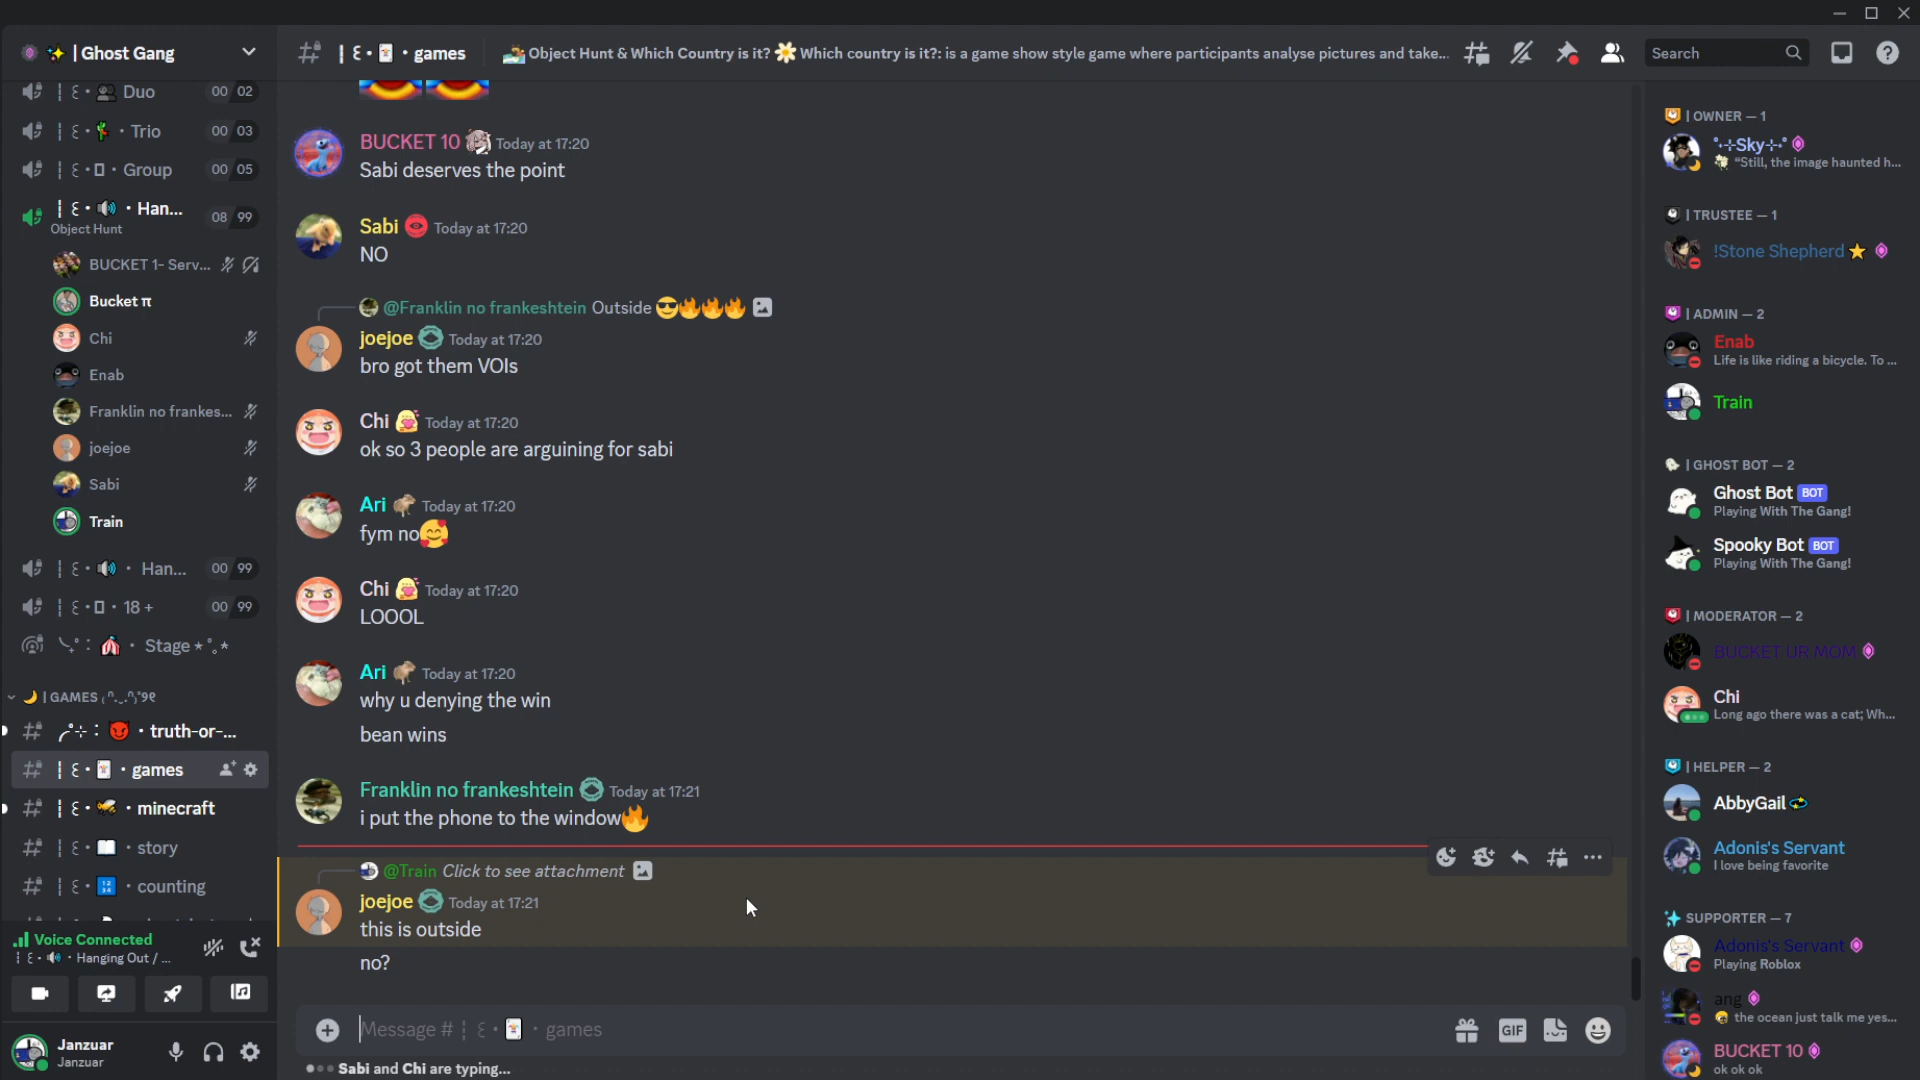 | Ghost Gang
Duo 00 02
Trio 00 03
Group 00 05
Han... 08 99
Object Hunt
BUCKET 1- Serv...
Bucket π
Chi
Enab
Franklin no frankes...
joejoe
Sabi
Train
Han... 00 99
18 + 00 99
Stage
| GAMES
truth-or-...
games
minecraft
story
counting
Voice Connected
Hanging Out / ...
Janzuar
Janzuar
games
Object Hunt & Which Country is it? Which country is it?: is a game show style game where participants analyse pictures and take...
Search
BUCKET 10 Today at 17:20
Sabi deserves the point
Sabi Today at 17:20
NO
@Franklin no frankeshtein Outside 😎🔥🔥🔥
joejoe Today at 17:20
bro got them VOIs
Chi Today at 17:20
ok so 3 people are arguining for sabi
Ari Today at 17:20
fym no🥰
Chi Today at 17:20
LOOOL
Ari Today at 17:20
why u denying the win
bean wins
Franklin no frankeshtein Today at 17:21
i put the phone to the window🔥
@Train Click to see attachment
joejoe Today at 17:21
this is outside
no?
Message # games
GIF
Sabi and Chi are typing...
| OWNER — 1
Sky
"Still, the image haunted h...
| TRUSTEE — 1
!Stone Shepherd
| ADMIN — 2
Enab
Life is like riding a bicycle. To ...
Train
| GHOST BOT — 2
Ghost Bot BOT
Playing With The Gang!
Spooky Bot BOT
Playing With The Gang!
| MODERATOR — 2
BUCKET UR MOM
Chi
Long ago there was a cat; Wh...
| HELPER — 2
AbbyGail
Adonis's Servant
I love being favorite
SUPPORTER — 7
Adonis's Servant
Playing Roblox
ang
the ocean just talk me yes...
BUCKET 10
ok ok ok